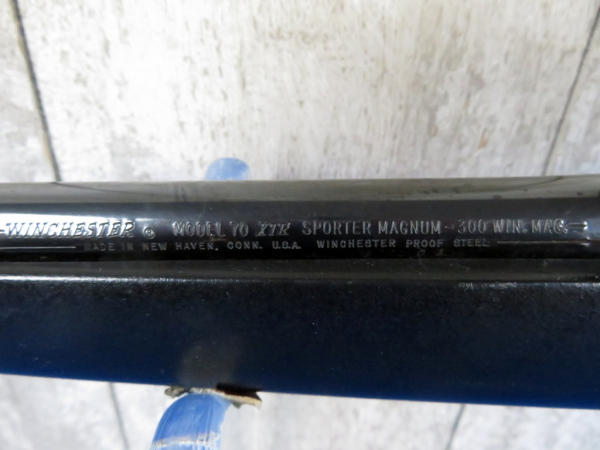 WINCHESTER ® MODEL 70 XTR SPORTER MAGNUM - 300 WIN. MAG.
MADE IN NEW HAVEN, CONN. U.S.A. WINCHESTER PROOF STEEL